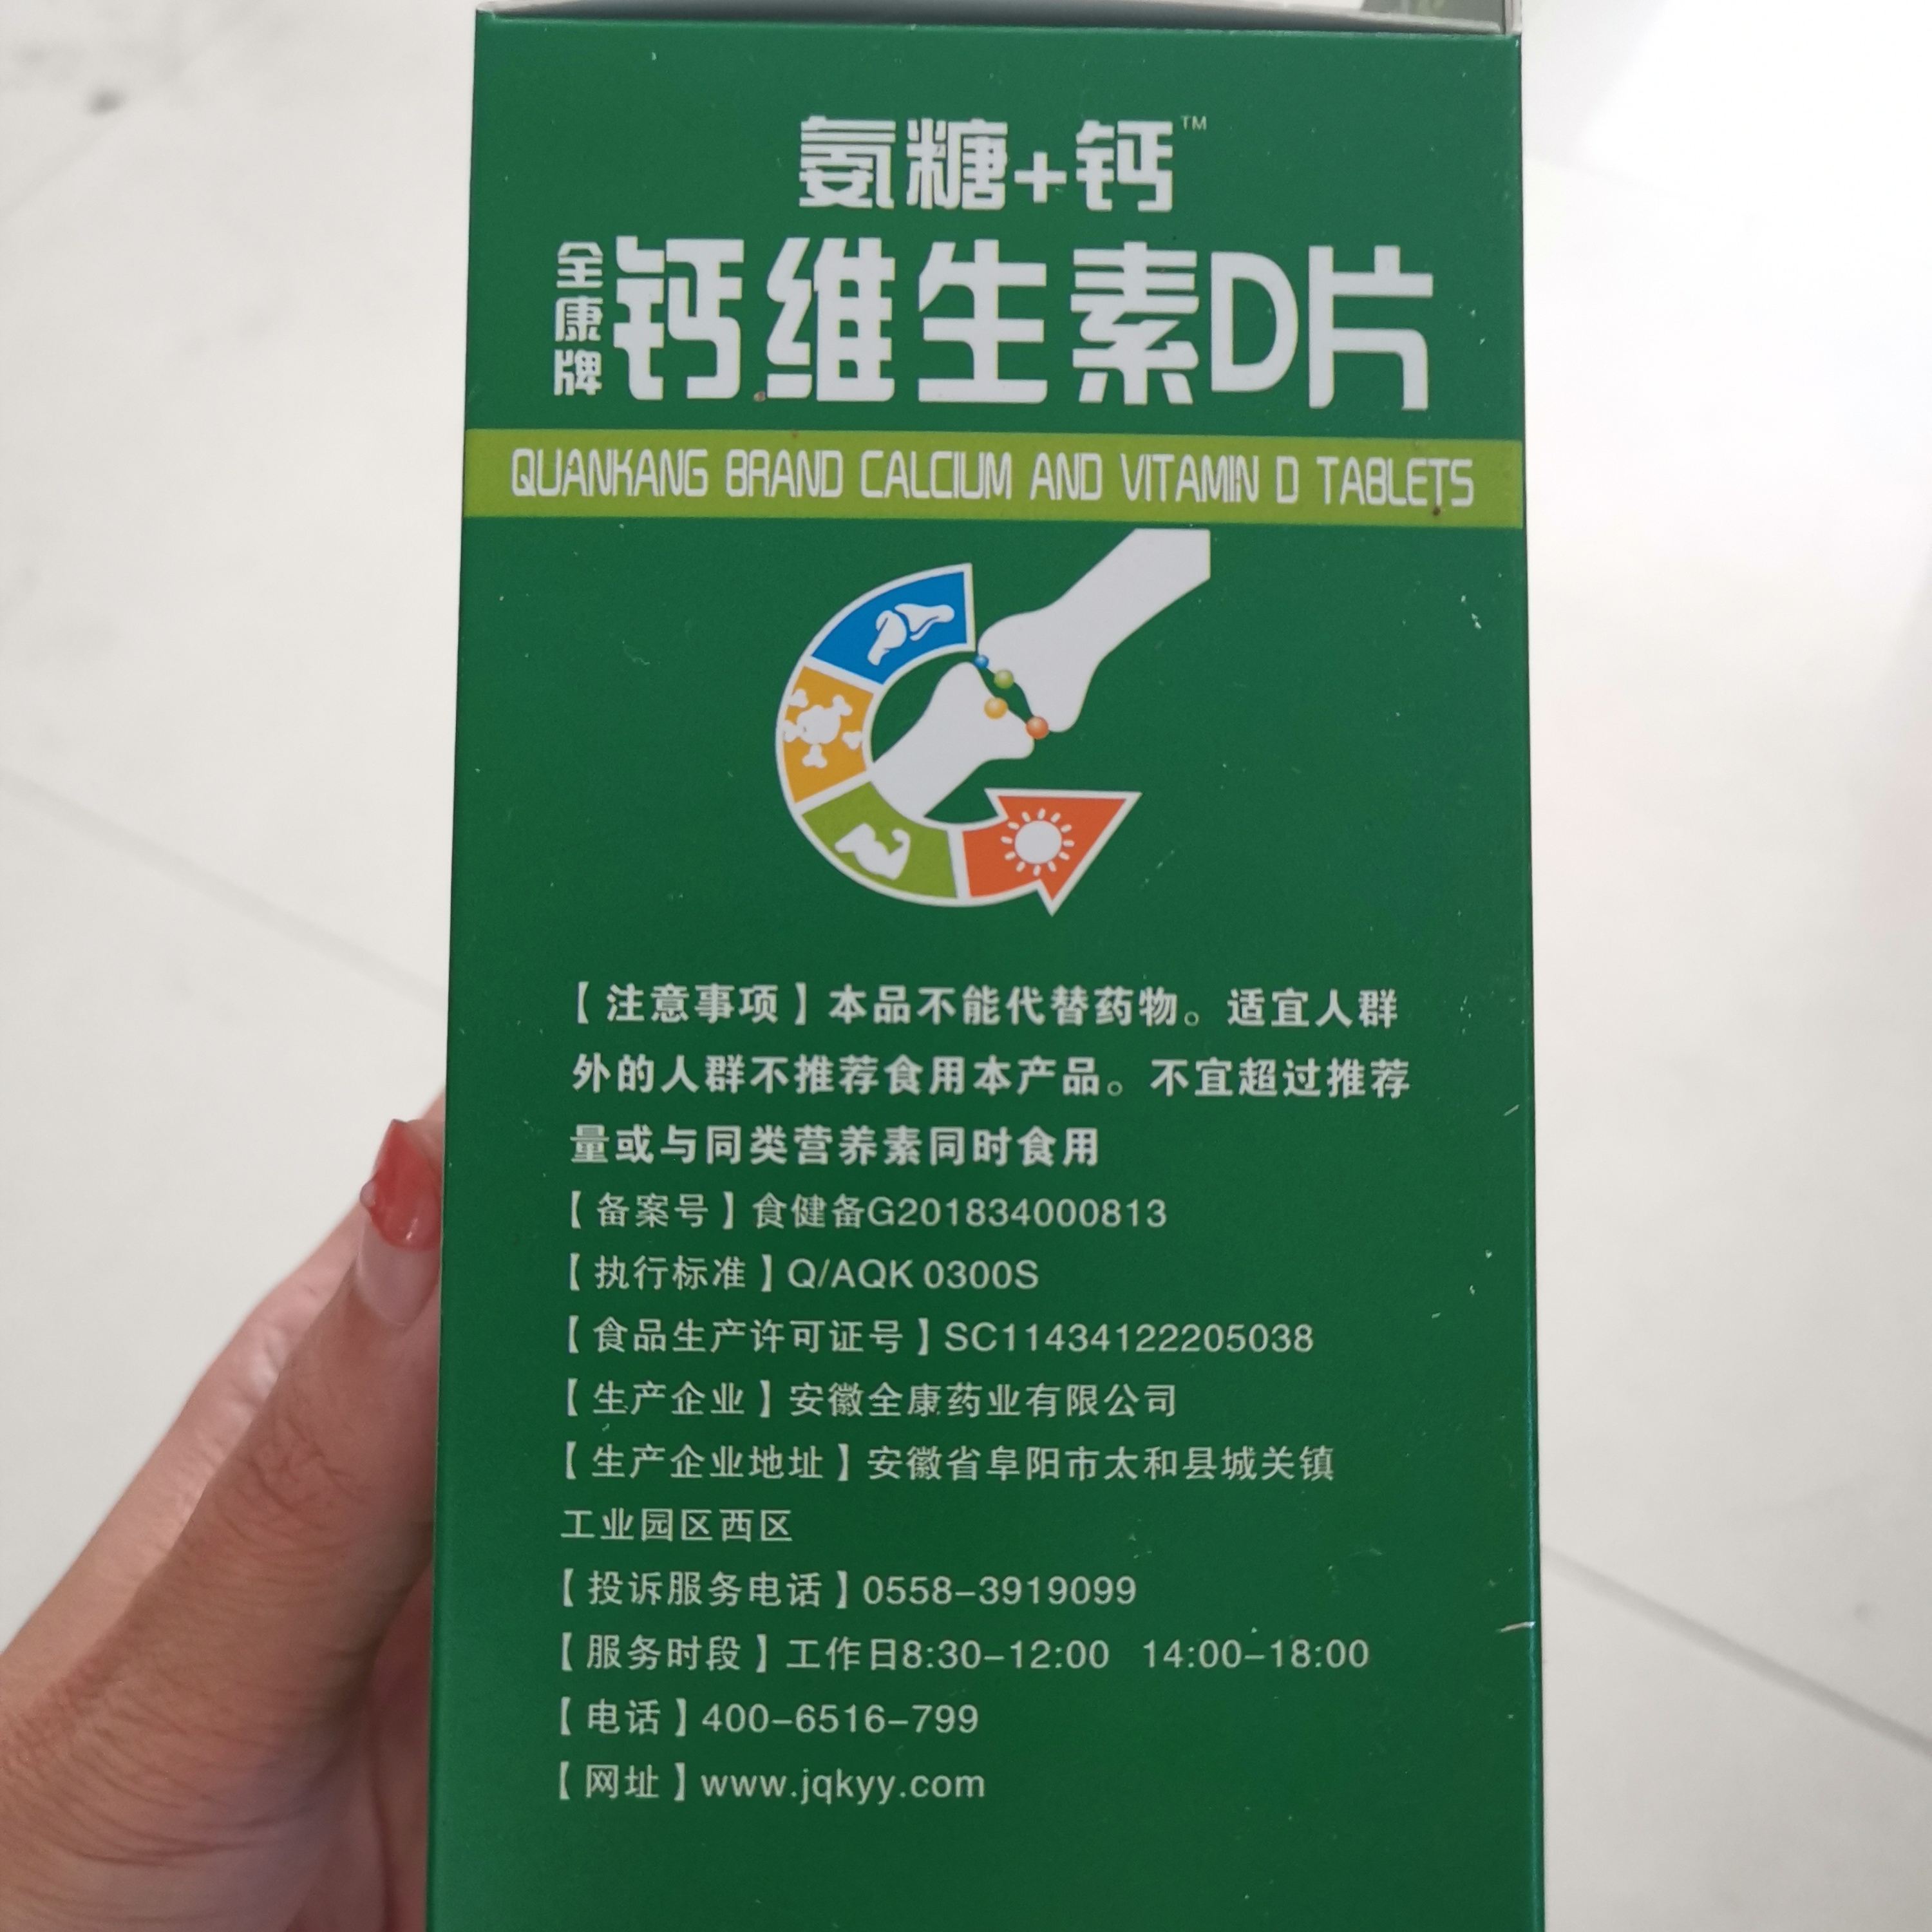 氨糖+钙™
全康牌
钙维生素D片
QUANKANG BRAND CALCIUM AND VITAMIN D TABLETS
【注意事项】本品不能代替药物。适宜人群
外的人群不推荐食用本产品。不宜超过推荐
量或与同类营养素同时食用
【备案号】食健备G201834000813
【执行标准】Q/AQK 0300S
【食品生产许可证号】SC11434122205038
【生产企业】安徽全康药业有限公司
【生产企业地址】安徽省阜阳市太和县城关镇
工业园区西区
【投诉服务电话】0558-3919099
【服务时段】工作日8:30-12:00 14:00-18:00
【电话】400-6516-799
【网址】www.jqkyy.com